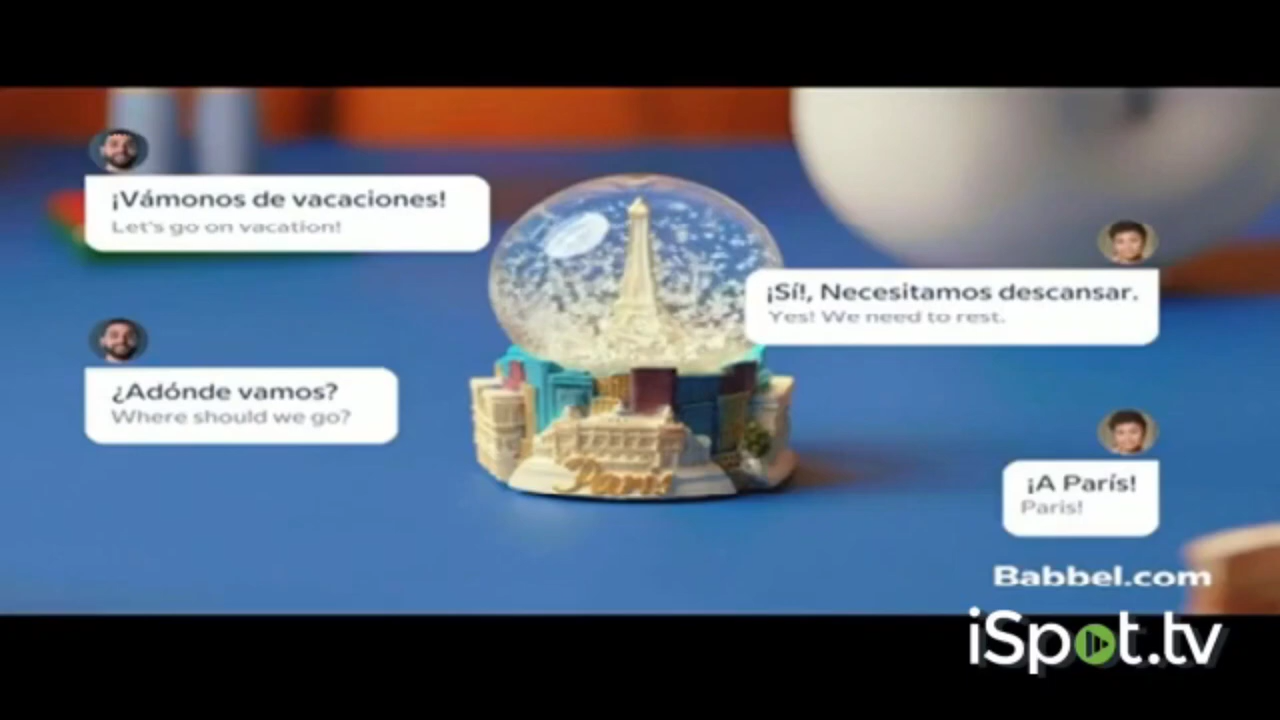 ¡Vámonos de vacaciones!
Let's go on vacation!
¡Sí!, Necesitamos descansar.
Yes! We need to rest.
¿Adónde vamos?
Where should we go?
¡A París!
Paris!
Paris
Babbel.com
iSpot.tv